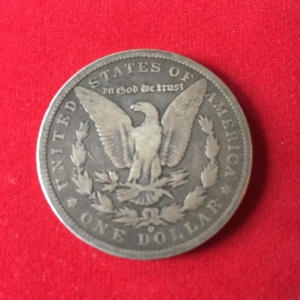 UNITED STATES OF AMERICA
In God we trust
ONE DOLLAR